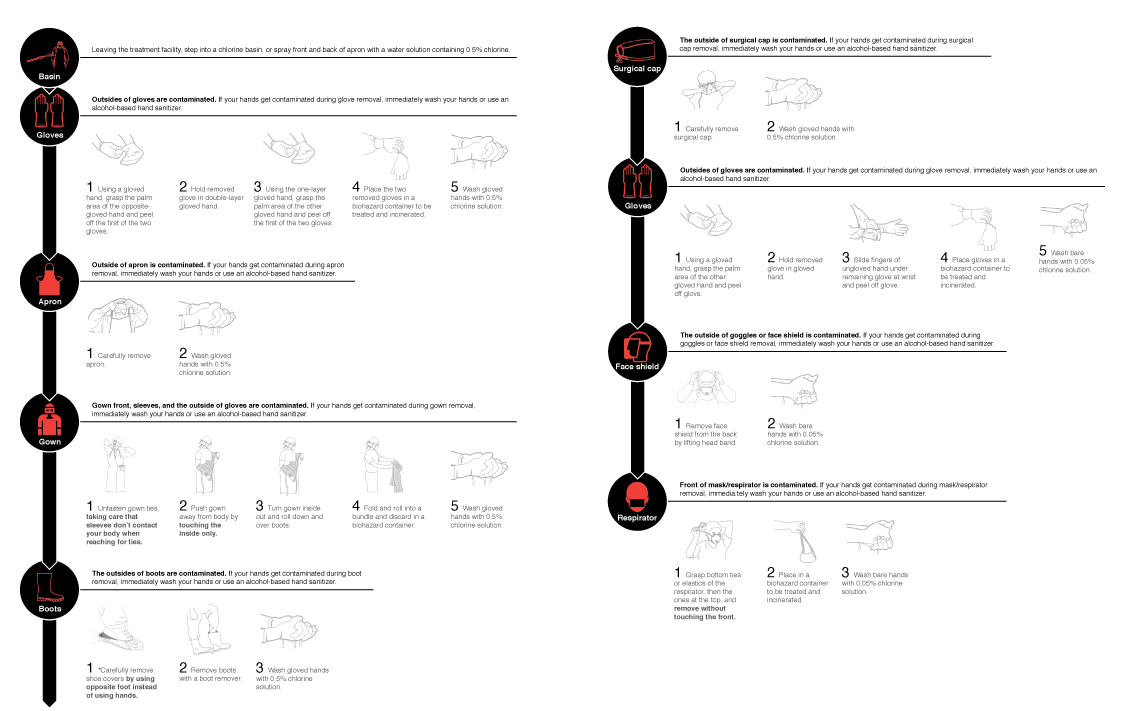 Basin
Leaving the treatment facility, step into a chlorine basin, or spray front and back of apron with a water solution containing 0.5% chlorine.
Gloves
Outsides of gloves are contaminated. If your hands get contaminated during glove removal, immediately wash your hands or use an
alcohol-based hand sanitizer.
1 Using a gloved
hand, grasp the palm
area of the opposite-
gloved hand and peel
off the first of the two
gloves.
2 Hold removed
glove in double-layer
gloved hand.
3 Using the one-layer
gloved hand, grasp the
palm area of the other
gloved hand and peel off
the first of the two gloves.
4 Place the two
removed gloves in a
biohazard container to be
treated and incinerated.
5 Wash gloved
hands with 0.5%
chlorine solution.
Apron
Outside of apron is contaminated. If your hands get contaminated during apron
removal, immediately wash your hands or use an alcohol-based hand sanitizer.
1 Carefully remove
apron.
2 Wash gloved
hands with 0.5%
chlorine solution.
Gown
Gown front, sleeves, and the outside of gloves are contaminated. If your hands get contaminated during gown removal,
immediately wash your hands or use an alcohol-based hand sanitizer.
1 Unfasten gown ties,
taking care that
sleeves don't contact
your body when
reaching for ties.
2 Push gown
away from body by
touching the
inside only.
3 Turn gown inside
out and roll down and
over boots.
4 Fold and roll into a
bundle and discard in a
biohazard container.
5 Wash gloved
hands with 0.5%
chlorine solution.
Boots
The outsides of boots are contaminated. If your hands get contaminated during boot
removal, immediately wash your hands or use an alcohol-based hand sanitizer.
1 *Carefully remove
shoe covers by using
opposite foot instead
of using hands.
2 Remove boots
with a boot remover.
3 Wash gloved hands
with 0.5% chlorine
solution.
Surgical cap
The outside of surgical cap is contaminated. If your hands get contaminated during surgical
cap removal, immediately wash your hands or use an alcohol-based hand sanitizer.
1 Carefully remove
surgical cap.
2 Wash gloved hands with
0.5% chlorine solution.
Gloves
Outsides of gloves are contaminated. If your hands get contaminated during glove removal, immediately wash your hands or use an
alcohol-based hand sanitizer.
1 Using a gloved
hand, grasp the palm
area of the other
gloved hand and peel
off glove.
2 Hold removed
glove in gloved
hand.
3 Slide fingers of
ungloved hand under
remaining glove at wrist
and peel off glove.
4 Place gloves in a
biohazard container to
be treated and
incinerated.
5 Wash bare
hands with 0.05%
chlorine solution.
Face shield
The outside of goggles or face shield is contaminated. If your hands get contaminated during
goggles or face shield removal, immediately wash your hands or use an alcohol-based hand sanitizer.
1 Remove face
shield from the back
by lifting head band.
2 Wash bare
hands with 0.05%
chlorine solution.
Respirator
Front of mask/respirator is contaminated. If your hands get contaminated during mask/respirator
removal, immedia.tely wash your hands or use an alcohol-based hand sanitizer.
1 Grasp bottom ties
or elastics of the
respirator, then the
ones at the top, and
remove without
touching the front.
2 Place in a
biohazard container
to be treated and
incinerated.
3 Wash bare hands
with 0.05% chlorine
solution.